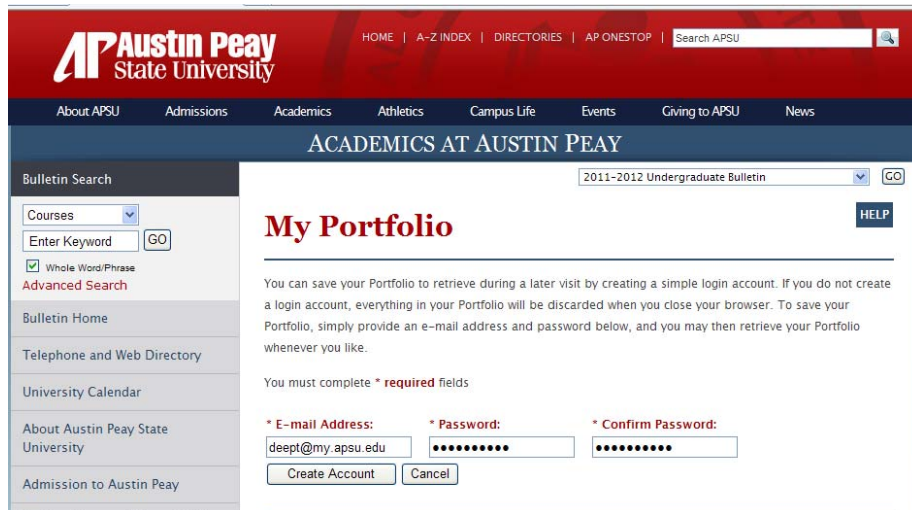 AP Austin Peay
State University
HOME | A-Z INDEX | DIRECTORIES | AP ONESTOP | Search APSU
About APSU Admissions Academics Athletics Campus Life Events Giving to APSU News
ACADEMICS AT AUSTIN PEAY
Bulletin Search
2011-2012 Undergraduate Bulletin GO
Courses
Enter Keyword GO
Whole Word/Phrase
Advanced Search
Bulletin Home
Telephone and Web Directory
University Calendar
About Austin Peay State
University
Admission to Austin Peay
My Portfolio
HELP
You can save your Portfolio to retrieve during a later visit by creating a simple login account. If you do not create
a login account, everything in your Portfolio will be discarded when you close your browser. To save your
Portfolio, simply provide an e-mail address and password below, and you may then retrieve your Portfolio
whenever you like.
You must complete * required fields
* E-mail Address: * Password: * Confirm Password:
deept@my.apsu.edu •••••••••• ••••••••••
Create Account Cancel